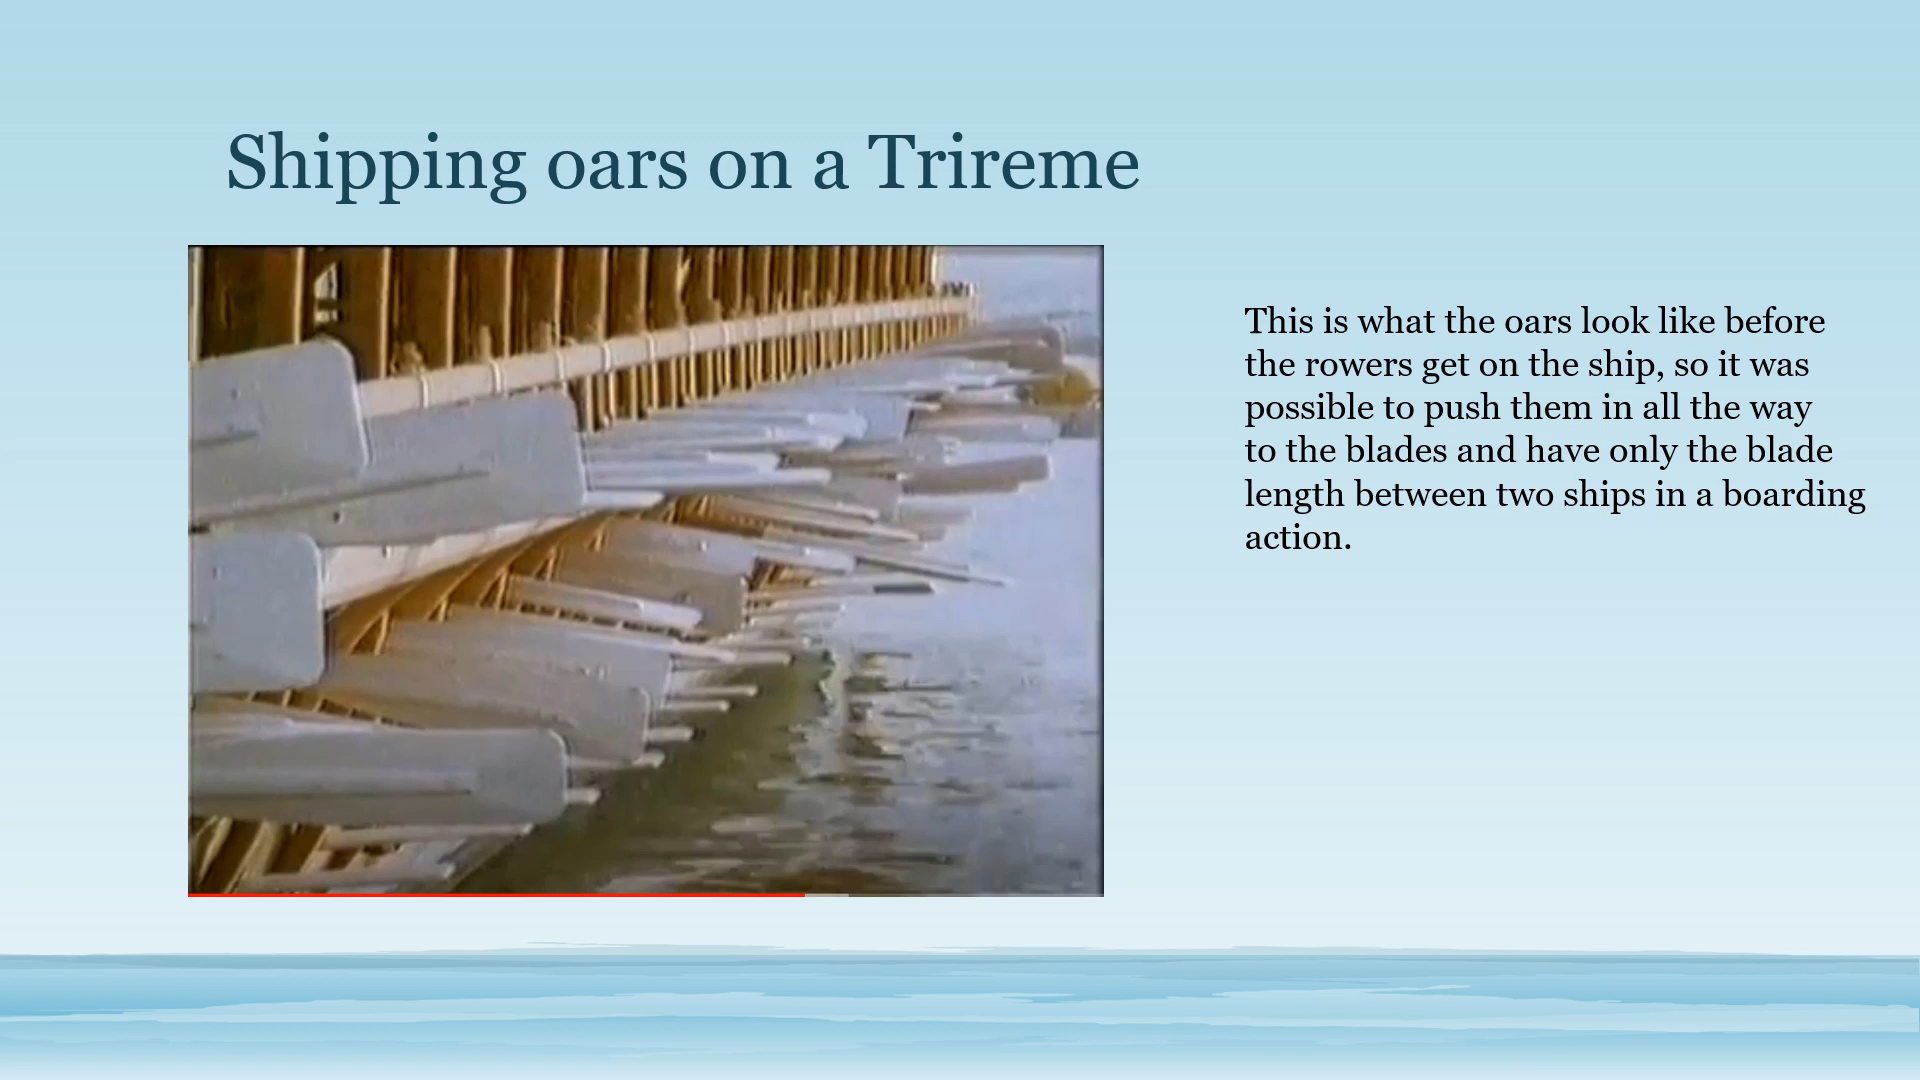 Shipping oars on a Trireme
This is what the oars look like before
the rowers get on the ship, so it was
possible to push them in all the way
to the blades and have only the blade
length between two ships in a boarding
action.